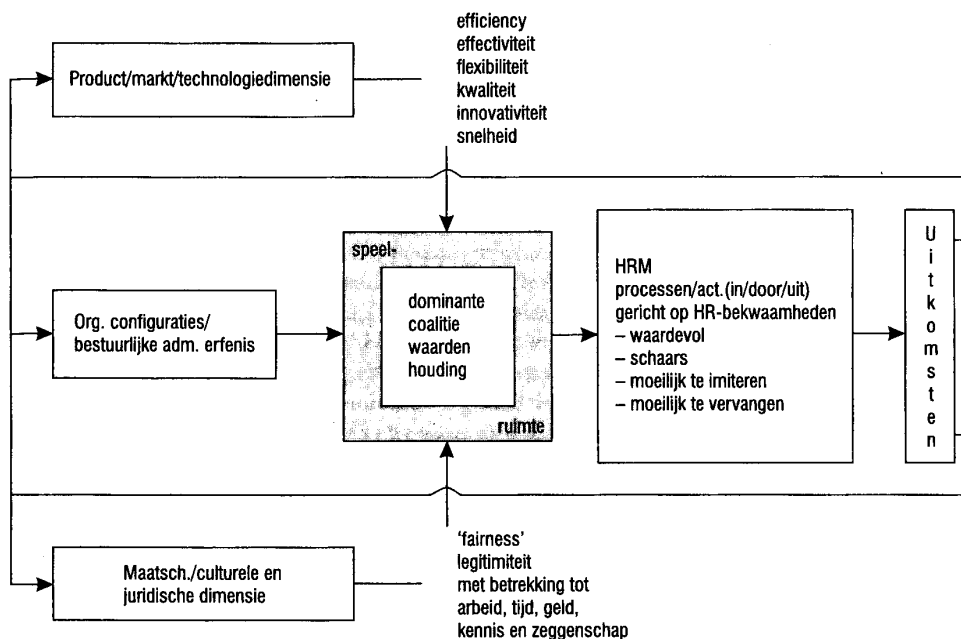 efficiency
effectiviteit
flexibiliteit
kwaliteit
innovativiteit
snelheid
Product/markt/technologiedimensie
Org. configuraties/
bestuurlijke adm. erfenis
speel-
dominante
coalitie
waarden
houding
ruimte
HRM
processen/act.(in/door/uit)
gericht op HR-bekwaamheden
– waardevol
– schaars
– moeilijk te imiteren
– moeilijk te vervangen
Uitkomsten
Maatsch./culturele en
juridische dimensie
'fairness'
legitimiteit
met betrekking tot
arbeid, tijd, geld,
kennis en zeggenschap